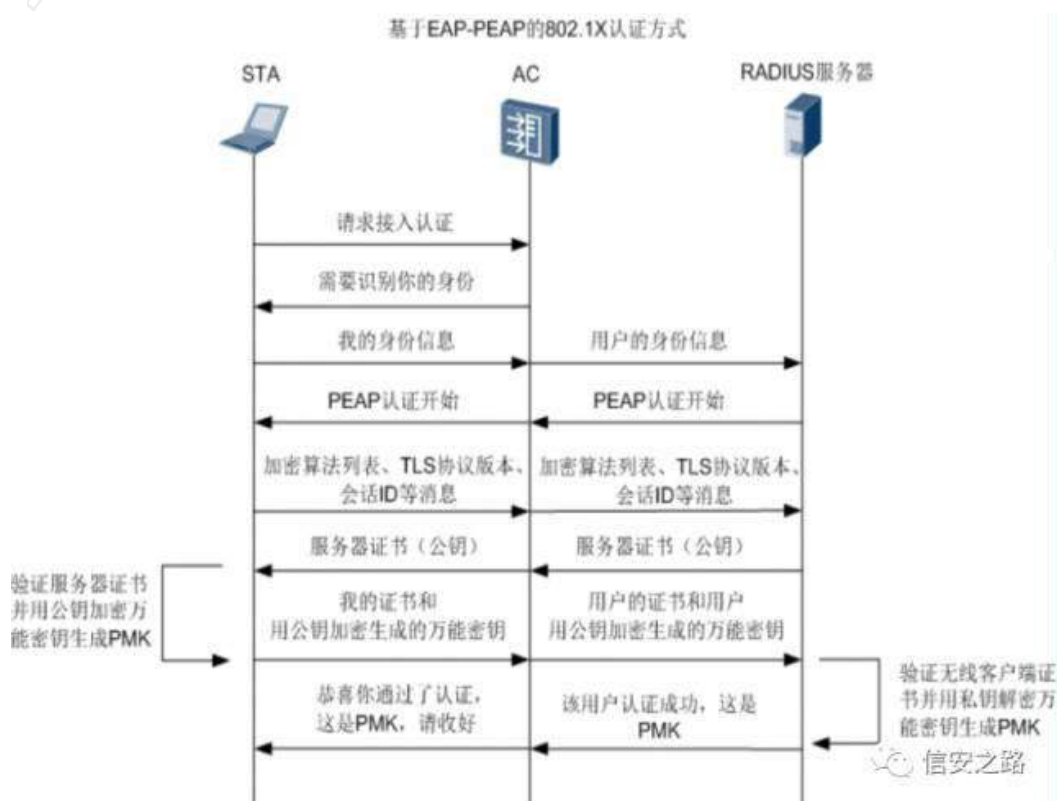 基于EAP-PEAP的802.1X认证方式
STA
AC
RADIUS服务器
请求接入认证
需要识别你的身份
我的身份信息
用户的身份信息
PEAP认证开始
PEAP认证开始
加密算法列表、TLS协议版本、
会话ID等消息
加密算法列表、TLS协议版本、
会话ID等消息
服务器证书（公钥）
服务器证书（公钥）
验证服务器证书
并用公钥加密万
能密钥生成PMK
我的证书和
用公钥加密生成的万能密钥
用户的证书和用户
用公钥加密生成的万能密钥
验证无线客户端证
书并用私钥解密万
能密钥生成PMK
恭喜你通过了认证，
这是PMK，请收好
该用户认证成功，这是
PMK
信安之路